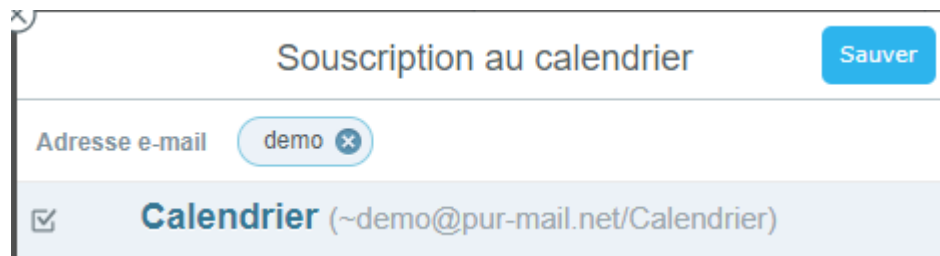 Souscription au calendrier Sauver
Adresse e-mail demo
Calendrier (~demo@pur-mail.net/Calendrier)